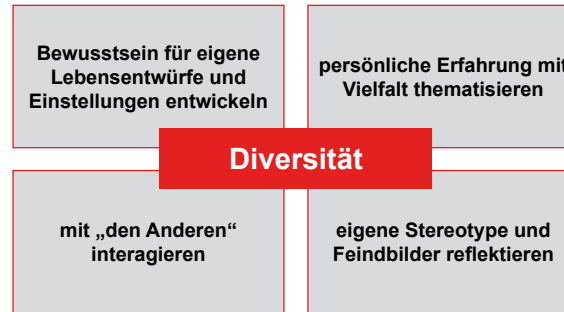 Bewusstsein für eigene
Lebensentwürfe und
Einstellungen entwickeln
persönliche Erfahrung mit
Vielfalt thematisieren
Diversität
mit „den Anderen“
interagieren
eigene Stereotype und
Feindbilder reflektieren